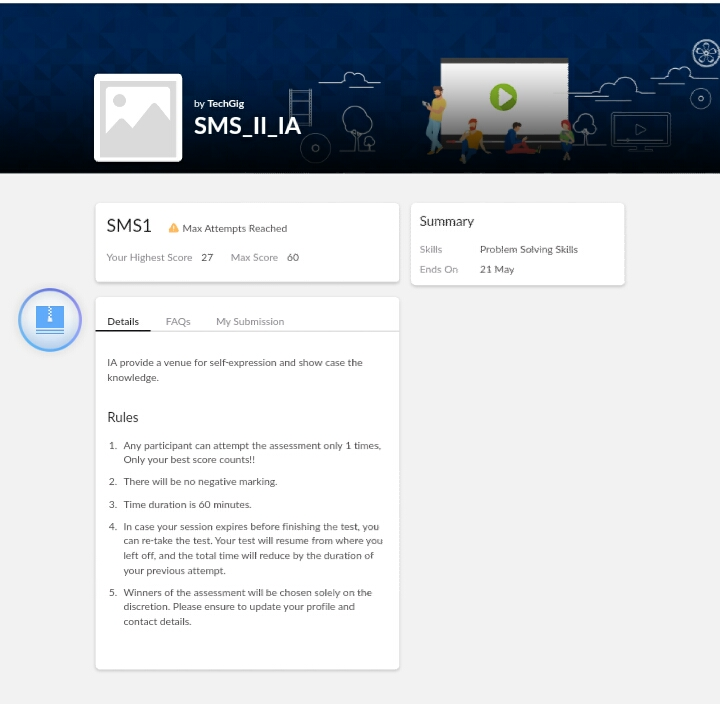 by TechGig
SMS_II_IA
SMS1 Max Attempts Reached
Your Highest Score 27 Max Score 60
Summary
Skills Problem Solving Skills
Ends On 21 May
Details FAQs My Submission
IA provide a venue for self-expression and show case the
knowledge.
Rules
1. Any participant can attempt the assessment only 1 times,
Only your best score counts!!
2. There will be no negative marking.
3. Time duration is 60 minutes.
4. In case your session expires before finishing the test, you
can re-take the test. Your test will resume from where you
left off, and the total time will reduce by the duration of
your previous attempt.
5. Winners of the assessment will be chosen solely on the
discretion. Please ensure to update your profile and
contact details.